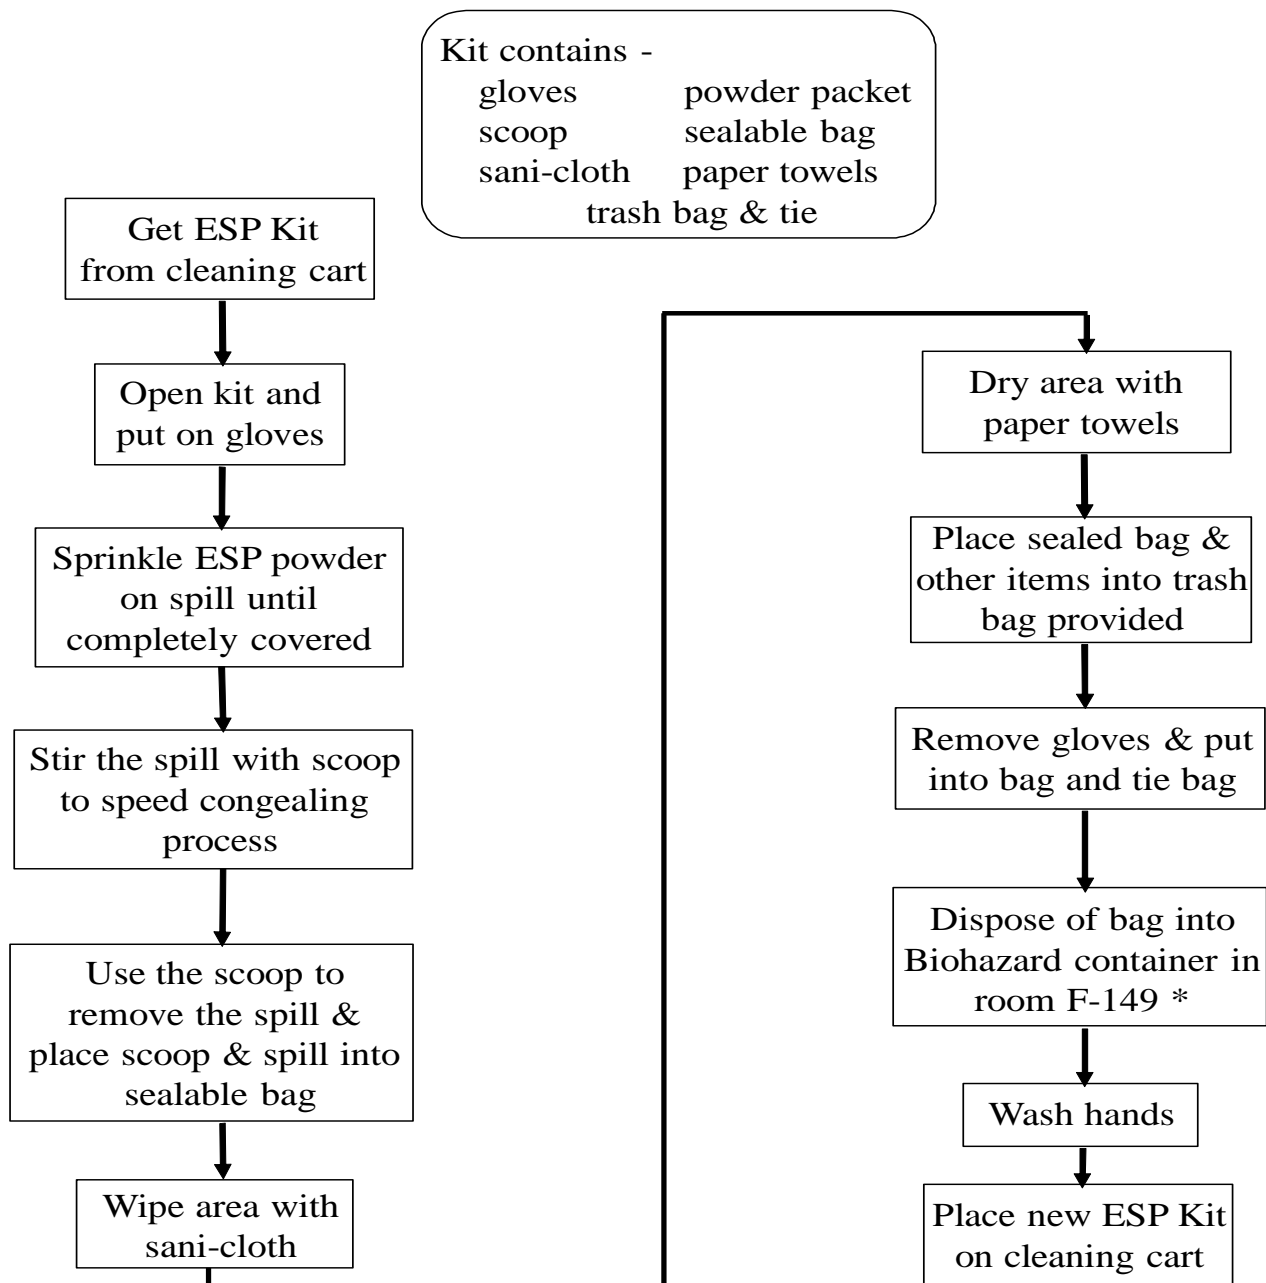 Kit contains -
gloves powder packet
scoop sealable bag
sani-cloth paper towels
trash bag & tie
Get ESP Kit
from cleaning cart
Open kit and
put on gloves
Sprinkle ESP powder
on spill until
completely covered
Stir the spill with scoop
to speed congealing
process
Use the scoop to
remove the spill &
place scoop & spill into
sealable bag
Wipe area with
sani-cloth
Dry area with
paper towels
Place sealed bag &
other items into trash
bag provided
Remove gloves & put
into bag and tie bag
Dispose of bag into
Biohazard container in
room F-149 *
Wash hands
Place new ESP Kit
on cleaning cart